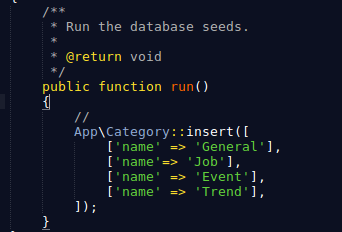 {
/**
 * Run the database seeds.
 *
 * @return void
 */
public function run()
{
    //
    App\Category::insert([
        ['name' => 'General'],
        ['name'=> 'Job'],
        ['name' => 'Event'],
        ['name' => 'Trend'],
    ]);
}
}